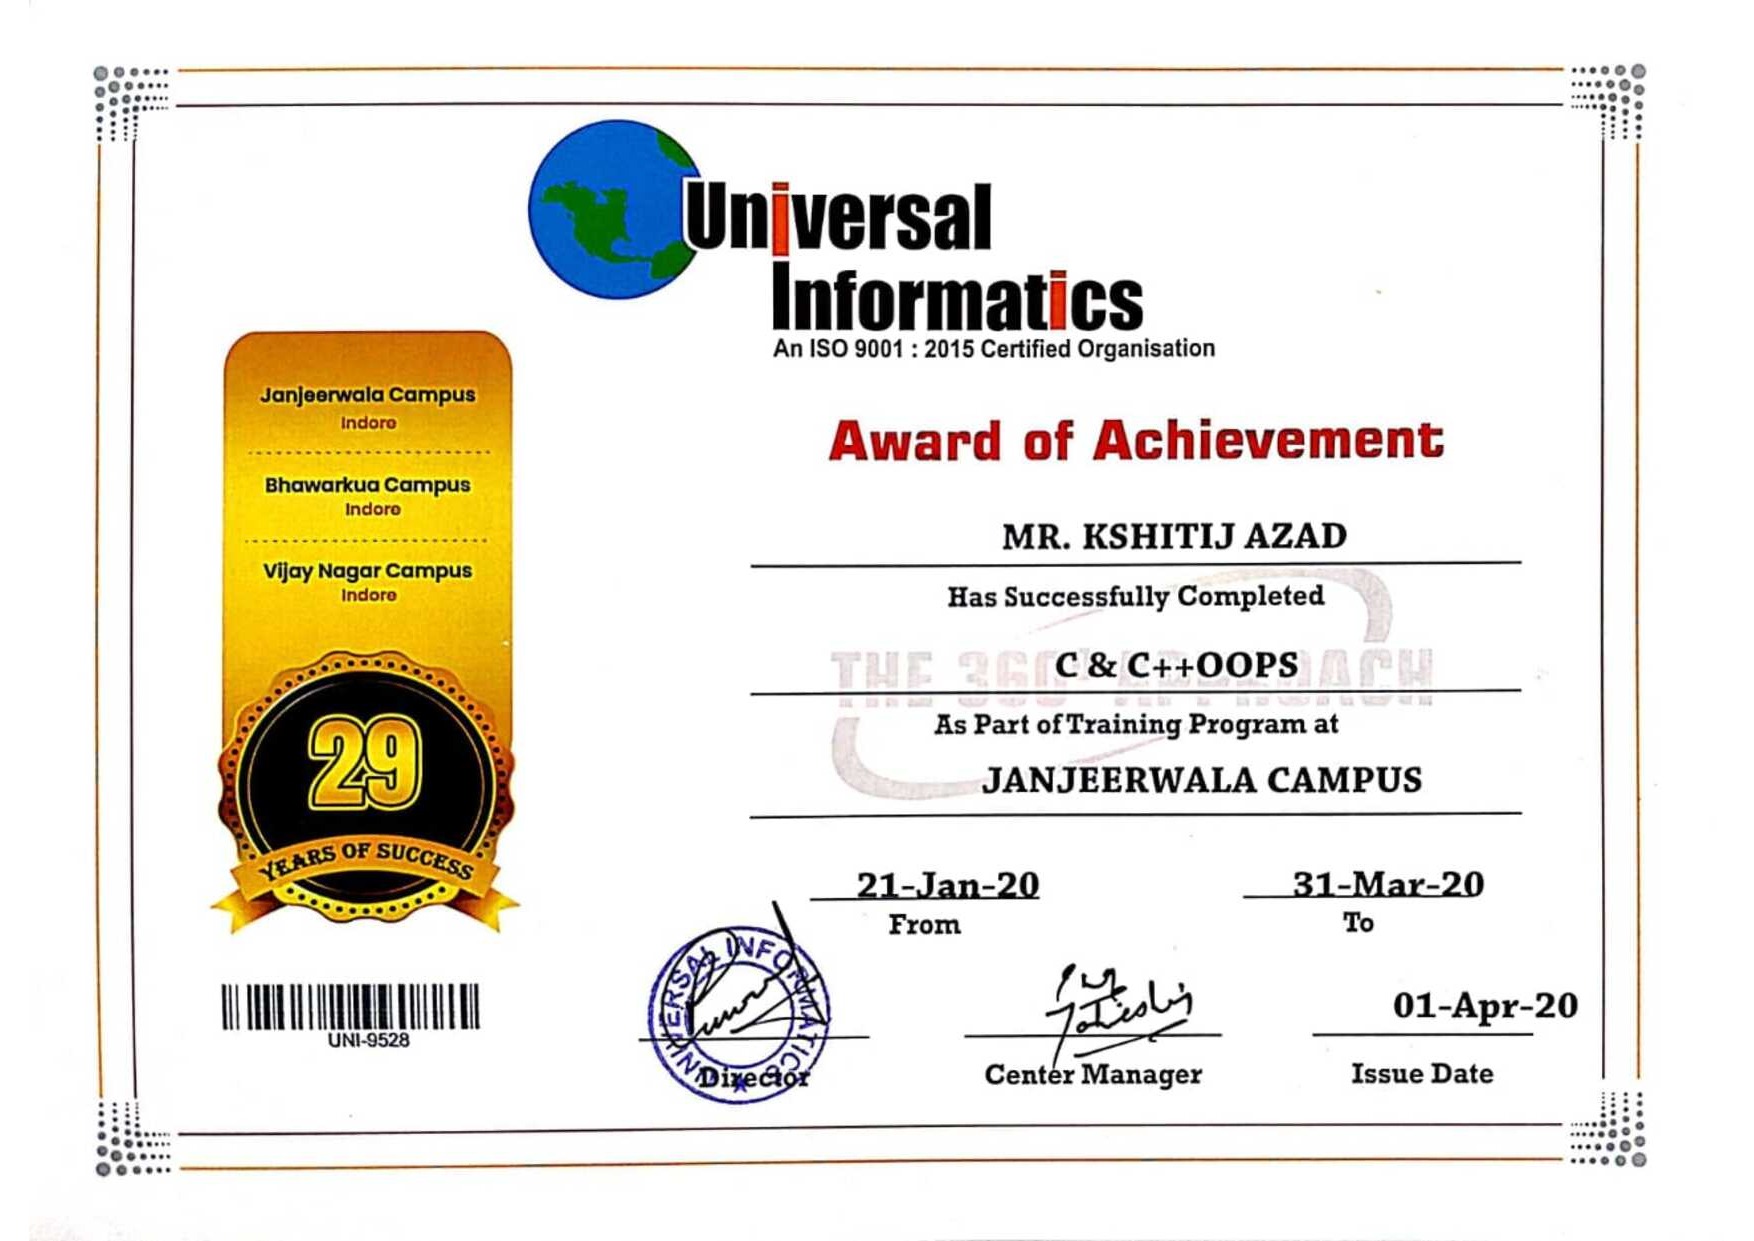 Universal
Informatics
An ISO 9001 : 2015 Certified Organisation
Janjeerwala Campus
Indore
Bhawarkua Campus
Indore
Vijay Nagar Campus
Indore
29
YEARS OF SUCCESS
UNI-9528
Award of Achievement
MR. KSHITIJ AZAD
Has Successfully Completed
THE 360° APPROACH
C & C++OOPS
As Part of Training Program at
JANJEERWALA CAMPUS
21-Jan-20
From
31-Mar-20
To
UNIVERSAL INFORMATICS
Director
Center Manager
01-Apr-20
Issue Date